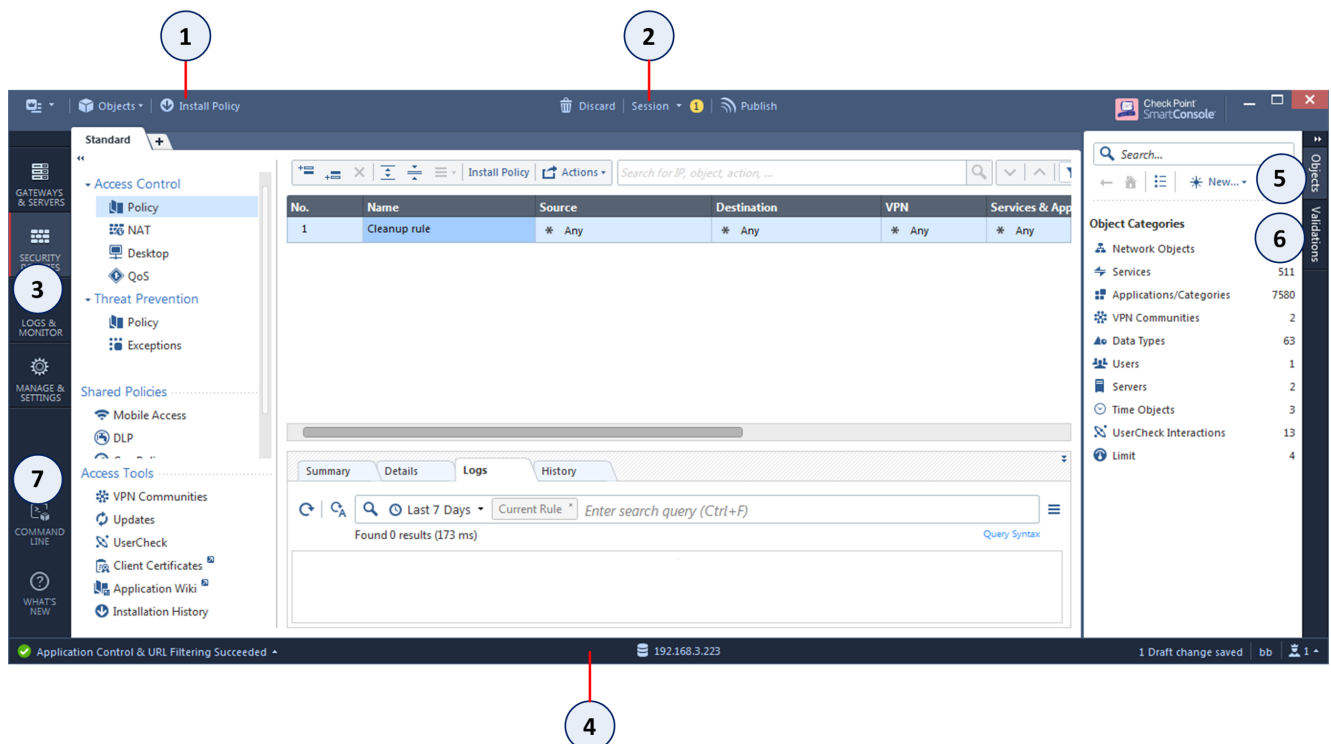 1
2
Objects
Install Policy
Discard
Session
1
Publish
Check Point
SmartConsole
Standard
+
GATEWAYS
& SERVERS
SECURITY
3
LOGS &
MONITOR
MANAGE &
SETTINGS
7
COMMAND
LINE
WHAT'S
NEW
Access Control
Policy
NAT
Desktop
QoS
Threat Prevention
Policy
Exceptions
Shared Policies
Mobile Access
DLP
Access Tools
VPN Communities
Updates
UserCheck
Client Certificates
Application Wiki
Installation History
Install Policy
Actions
Search for IP, object, action, ...
No. Name Source Destination VPN Services & App
1 Cleanup rule * Any * Any * Any * Any
Summary
Details
Logs
History
Last 7 Days
Current Rule
Enter search query (Ctrl+F)
Found 0 results (173 ms)
Query Syntax
Search...
New...
5
Objects
Object Categories
6
Validations
Network Objects
Services 511
Applications/Categories 7580
VPN Communities 2
Data Types 63
Users 1
Servers 2
Time Objects 3
UserCheck Interactions 13
Limit 4
Application Control & URL Filtering Succeeded
192.168.3.223
1 Draft change saved
bb
1
4